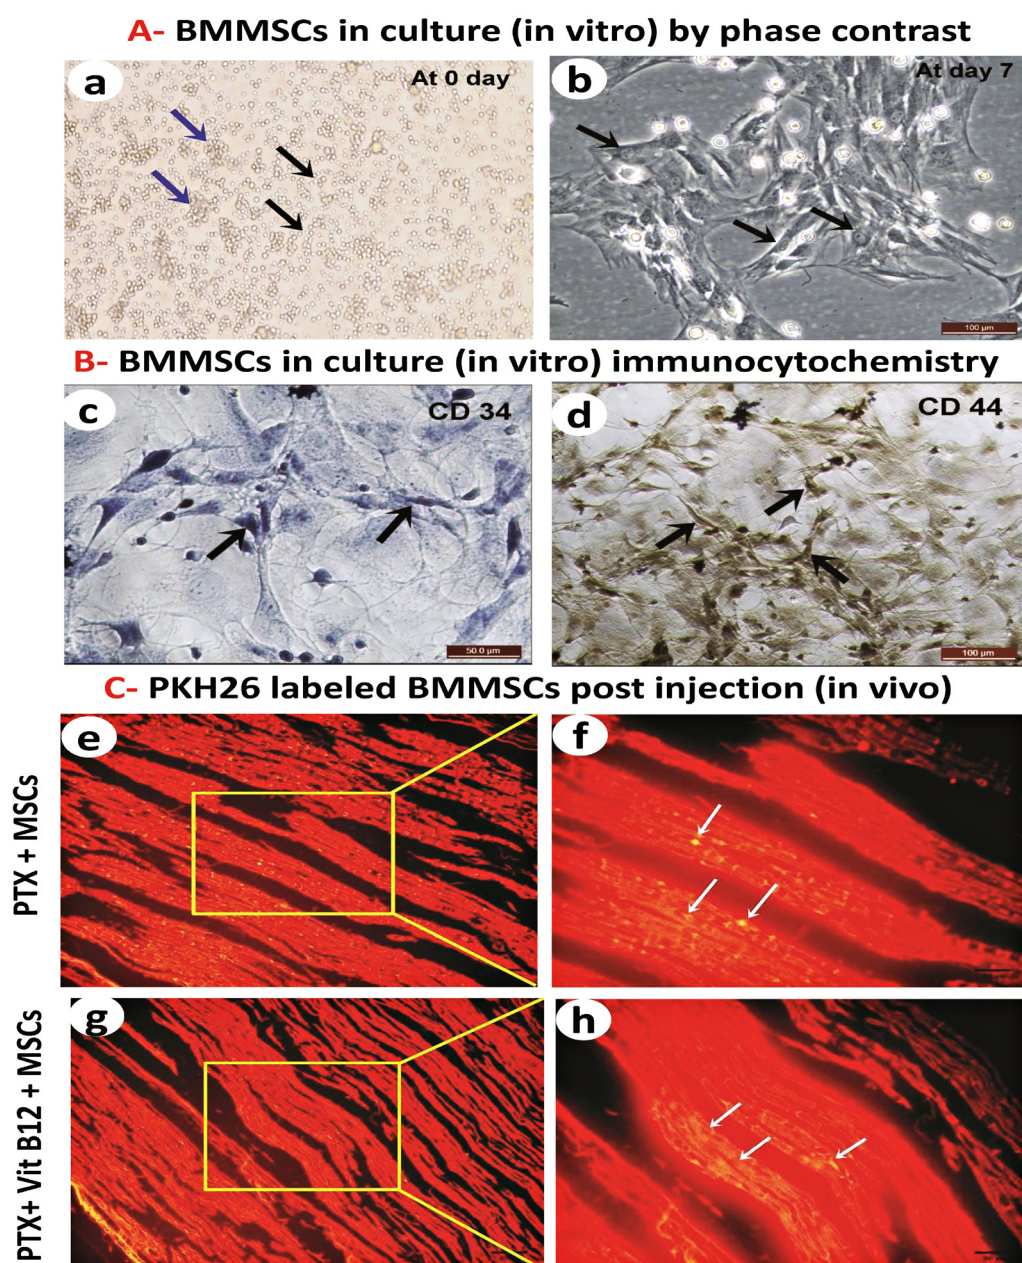 A- BMMSCs in culture (in vitro) by phase contrast
a
At 0 day
b
At day 7
100 µm
B- BMMSCs in culture (in vitro) immunocytochemistry
c
CD 34
50.0 µm
d
CD 44
100 µm
C- PKH26 labeled BMMSCs post injection (in vivo)
PTX + MSCs
e
f
PTX+ Vit B12 + MSCs
g
h